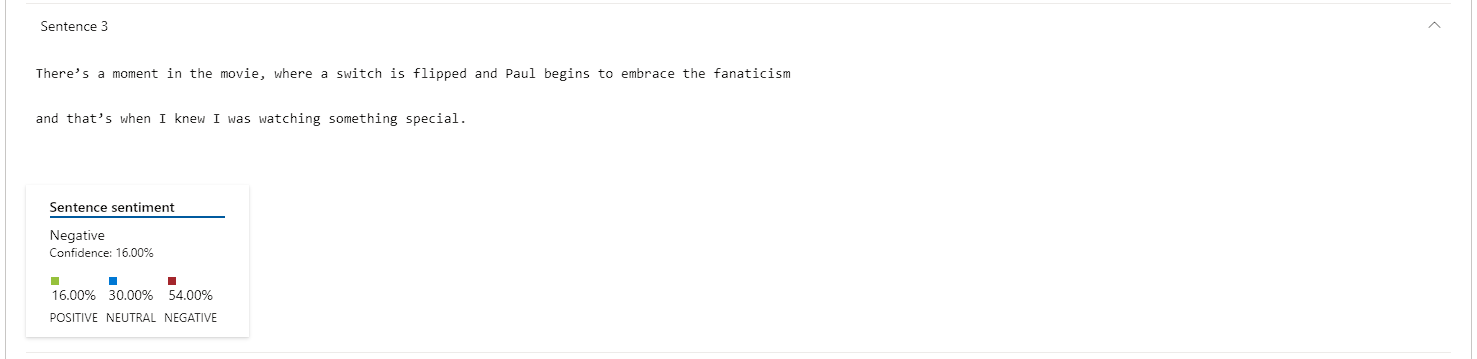 Sentence 3
There’s a moment in the movie, where a switch is flipped and Paul begins to embrace the fanaticism
and that’s when I knew I was watching something special.
Sentence sentiment
Negative
Confidence: 16.00%
16.00% 30.00% 54.00%
POSITIVE NEUTRAL NEGATIVE